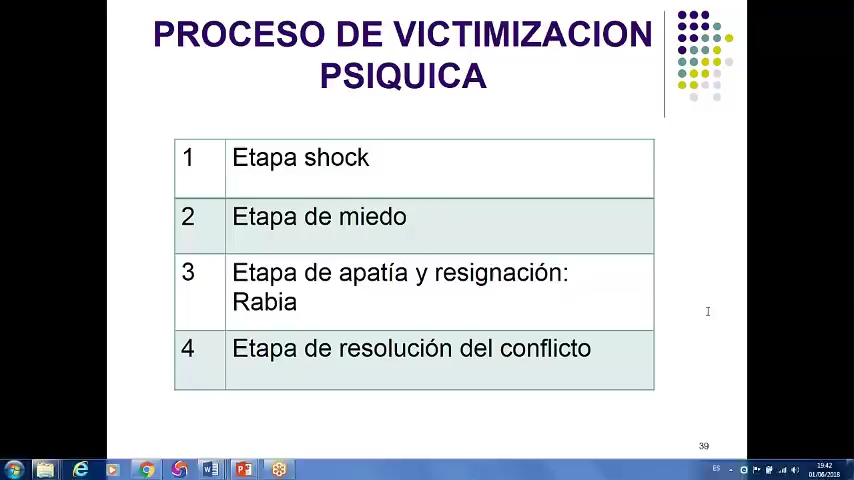 PROCESO DE VICTIMIZACION
PSIQUICA
1 Etapa shock
2 Etapa de miedo
3 Etapa de apatía y resignación:
Rabia
4 Etapa de resolución del conflicto
39
ES
19:42
01/06/2018